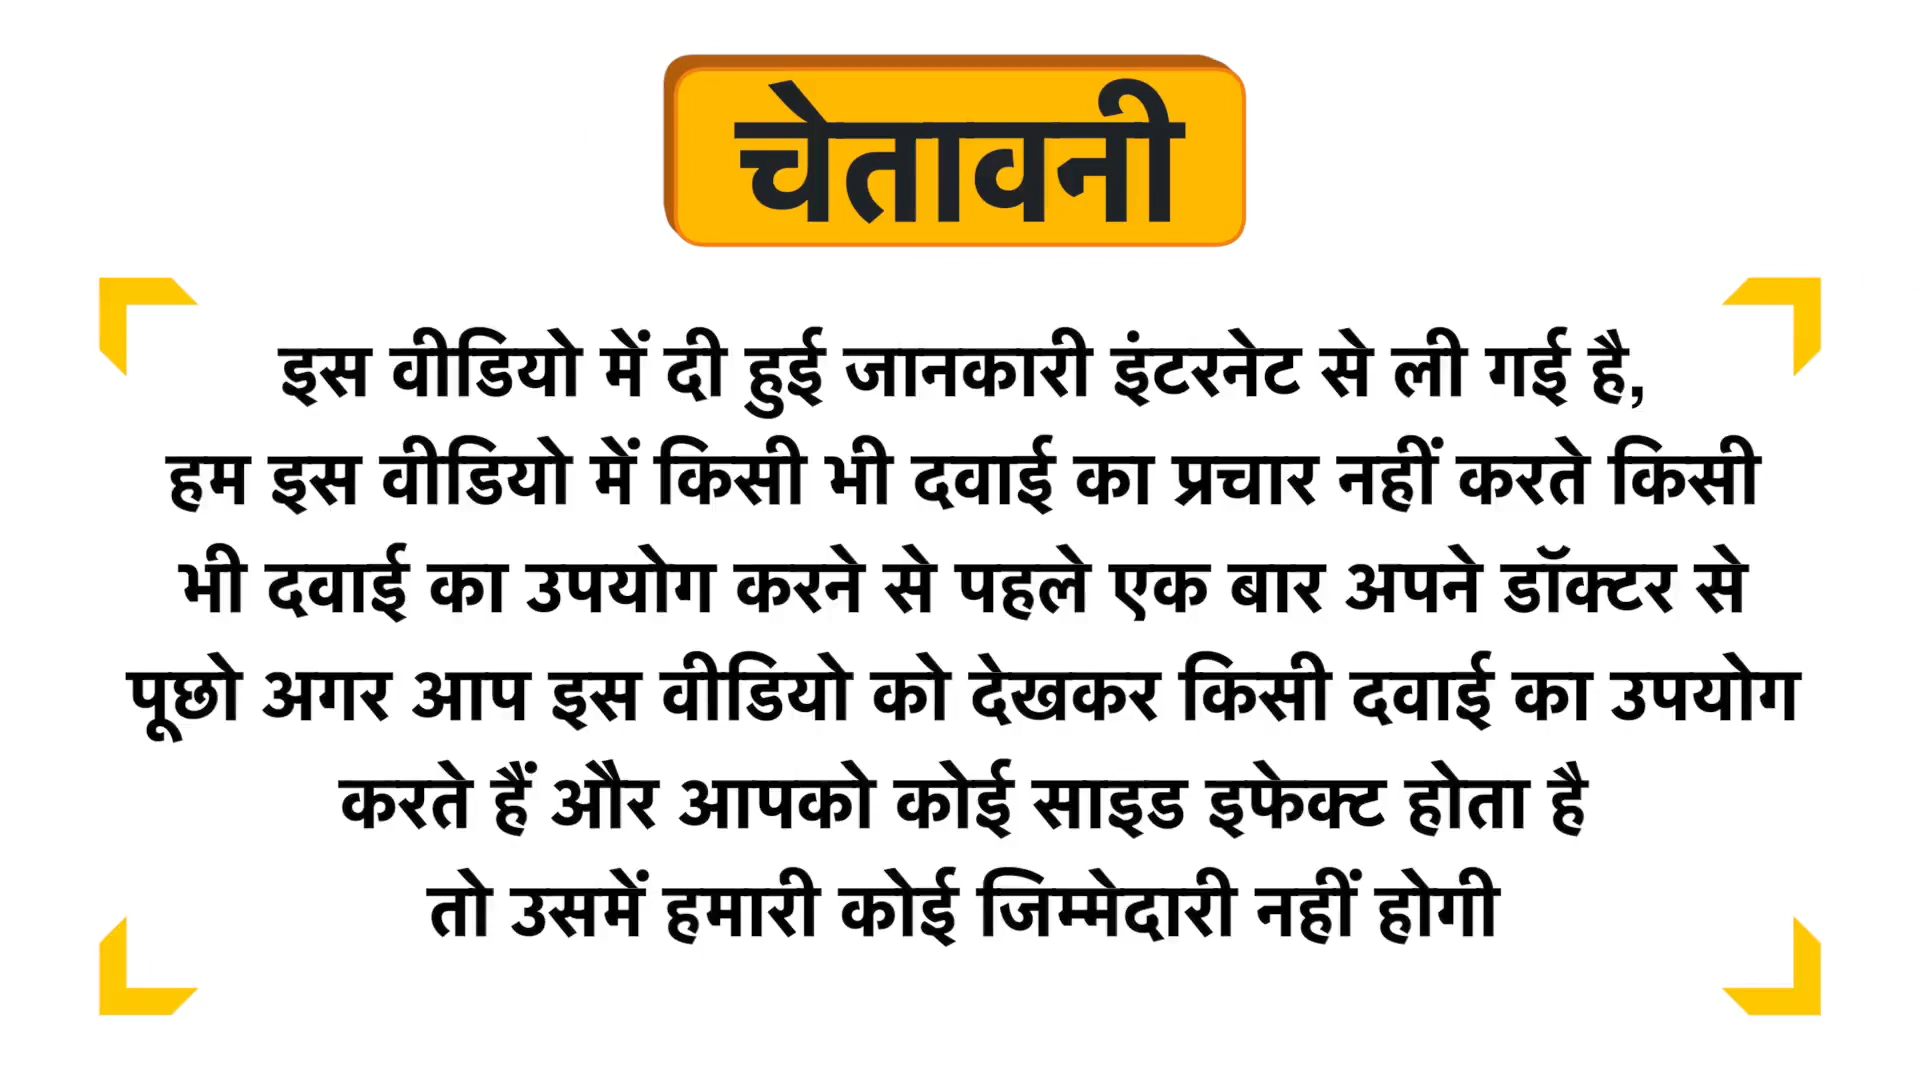 चेतावनी
इस वीडियो में दी हुई जानकारी इंटरनेट से ली गई है,
हम इस वीडियो में किसी भी दवाई का प्रचार नहीं करते किसी
भी दवाई का उपयोग करने से पहले एक बार अपने डॉक्टर से
पूछो अगर आप इस वीडियो को देखकर किसी दवाई का उपयोग
करते हैं और आपको कोई साइड इफेक्ट होता है
तो उसमें हमारी कोई जिम्मेदारी नहीं होगी